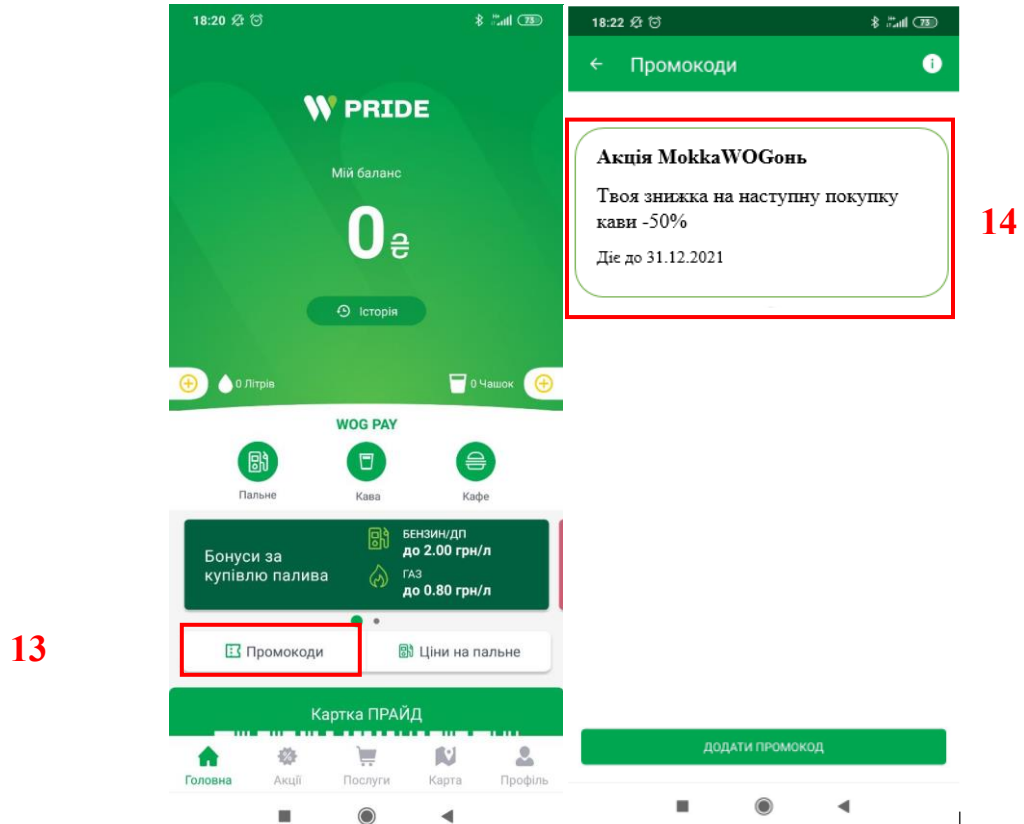 18:20
73
W PRIDE
Мій баланс
0 ₴
Історія
0 Літрів
0 Чашок
WOG PAY
Пальне
Кава
Кафе
Бонуси за
купівлю палива
БЕНЗИН/ДП
до 2.00 грн/л
ГАЗ
до 0.80 грн/л
13
Промокоди
Ціни на пальне
Картка ПРАЙД
Головна
Акції
Послуги
Карта
Профіль
18:22
73
Промокоди
Акція MokkaWOGонь
Твоя знижка на наступну покупку
кави -50%
Діє до 31.12.2021
14
ДОДАТИ ПРОМОКОД